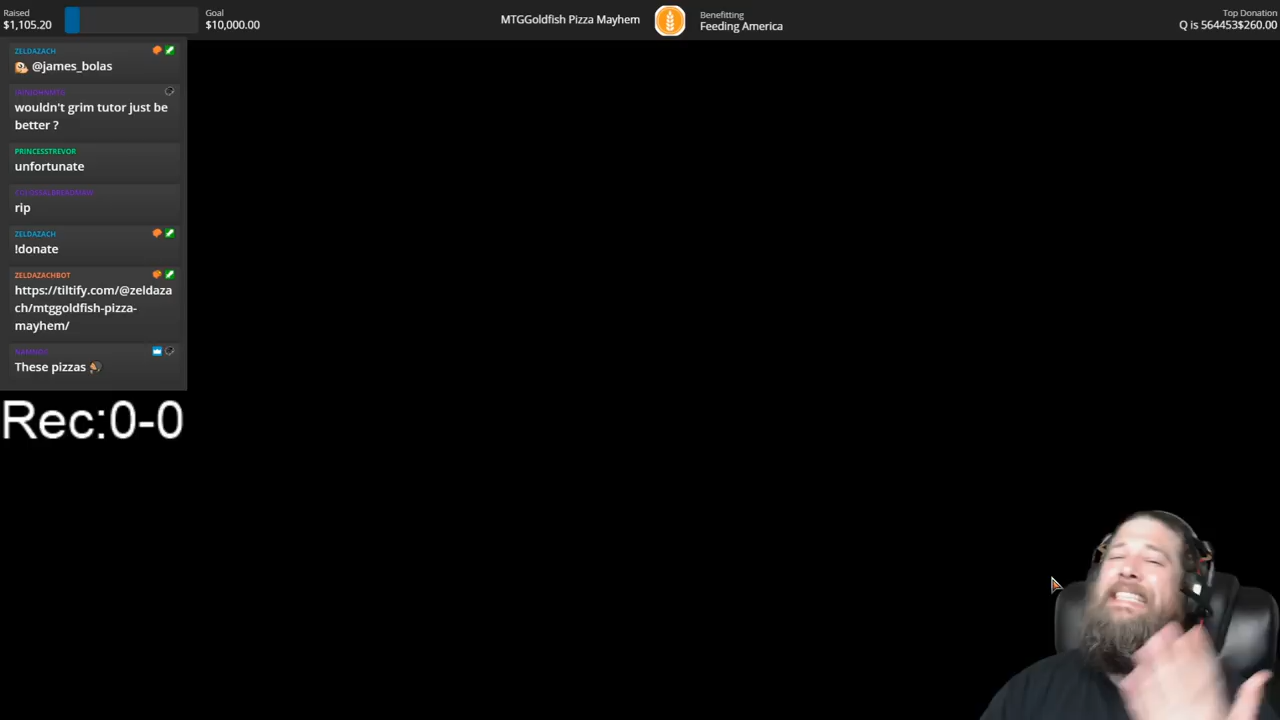 Raised
$1,105.20
Goal
$10,000.00
MTGGoldfish Pizza Mayhem
Benefitting
Feeding America
Top Donation
Q is 564453$260.00
ZELDAZACH
@james_bolas
wouldn't grim tutor just be
better ?
PRINCESSTREVOR
unfortunate
rip
ZELDAZACH
!donate
ZELDAZACHBOT
https://tiltify.com/@zeldaza
ch/mtggoldfish-pizza-
mayhem/
These pizzas
Rec:0-0